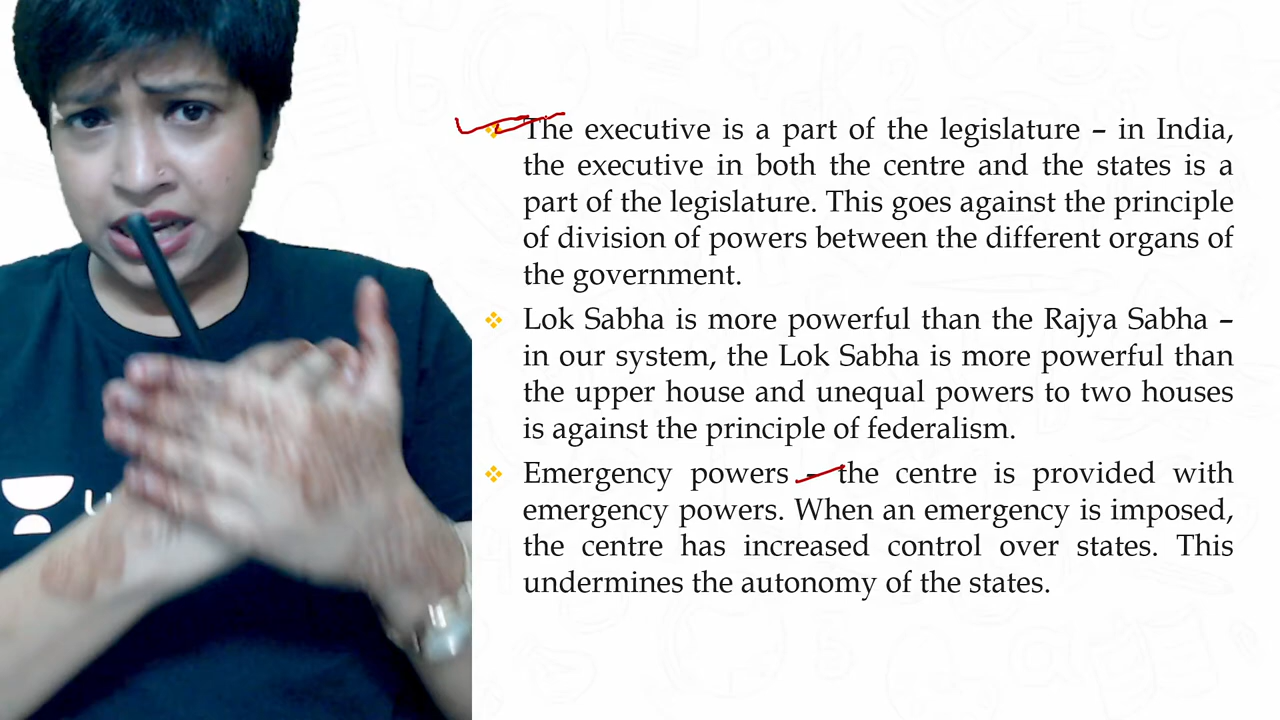 The executive is a part of the legislature – in India,
the executive in both the centre and the states is a
part of the legislature. This goes against the principle
of division of powers between the different organs of
the government.
Lok Sabha is more powerful than the Rajya Sabha –
in our system, the Lok Sabha is more powerful than
the upper house and unequal powers to two houses
is against the principle of federalism.
Emergency powers – the centre is provided with
emergency powers. When an emergency is imposed,
the centre has increased control over states. This
undermines the autonomy of the states.